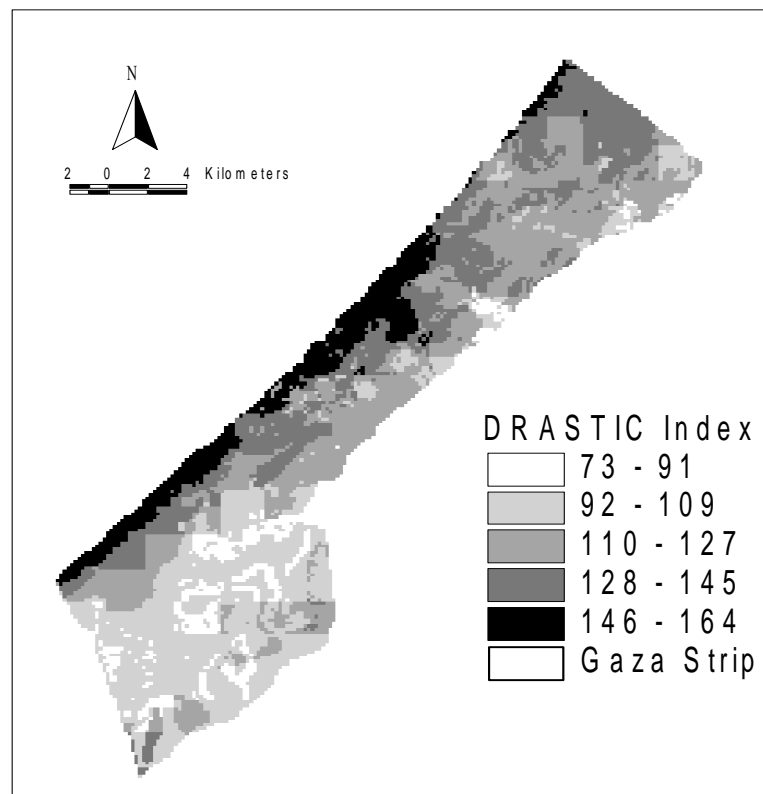 N
2 0 2 4 Kilometers
DRASTIC Index
73 - 91
92 - 109
110 - 127
128 - 145
146 - 164
Gaza Strip